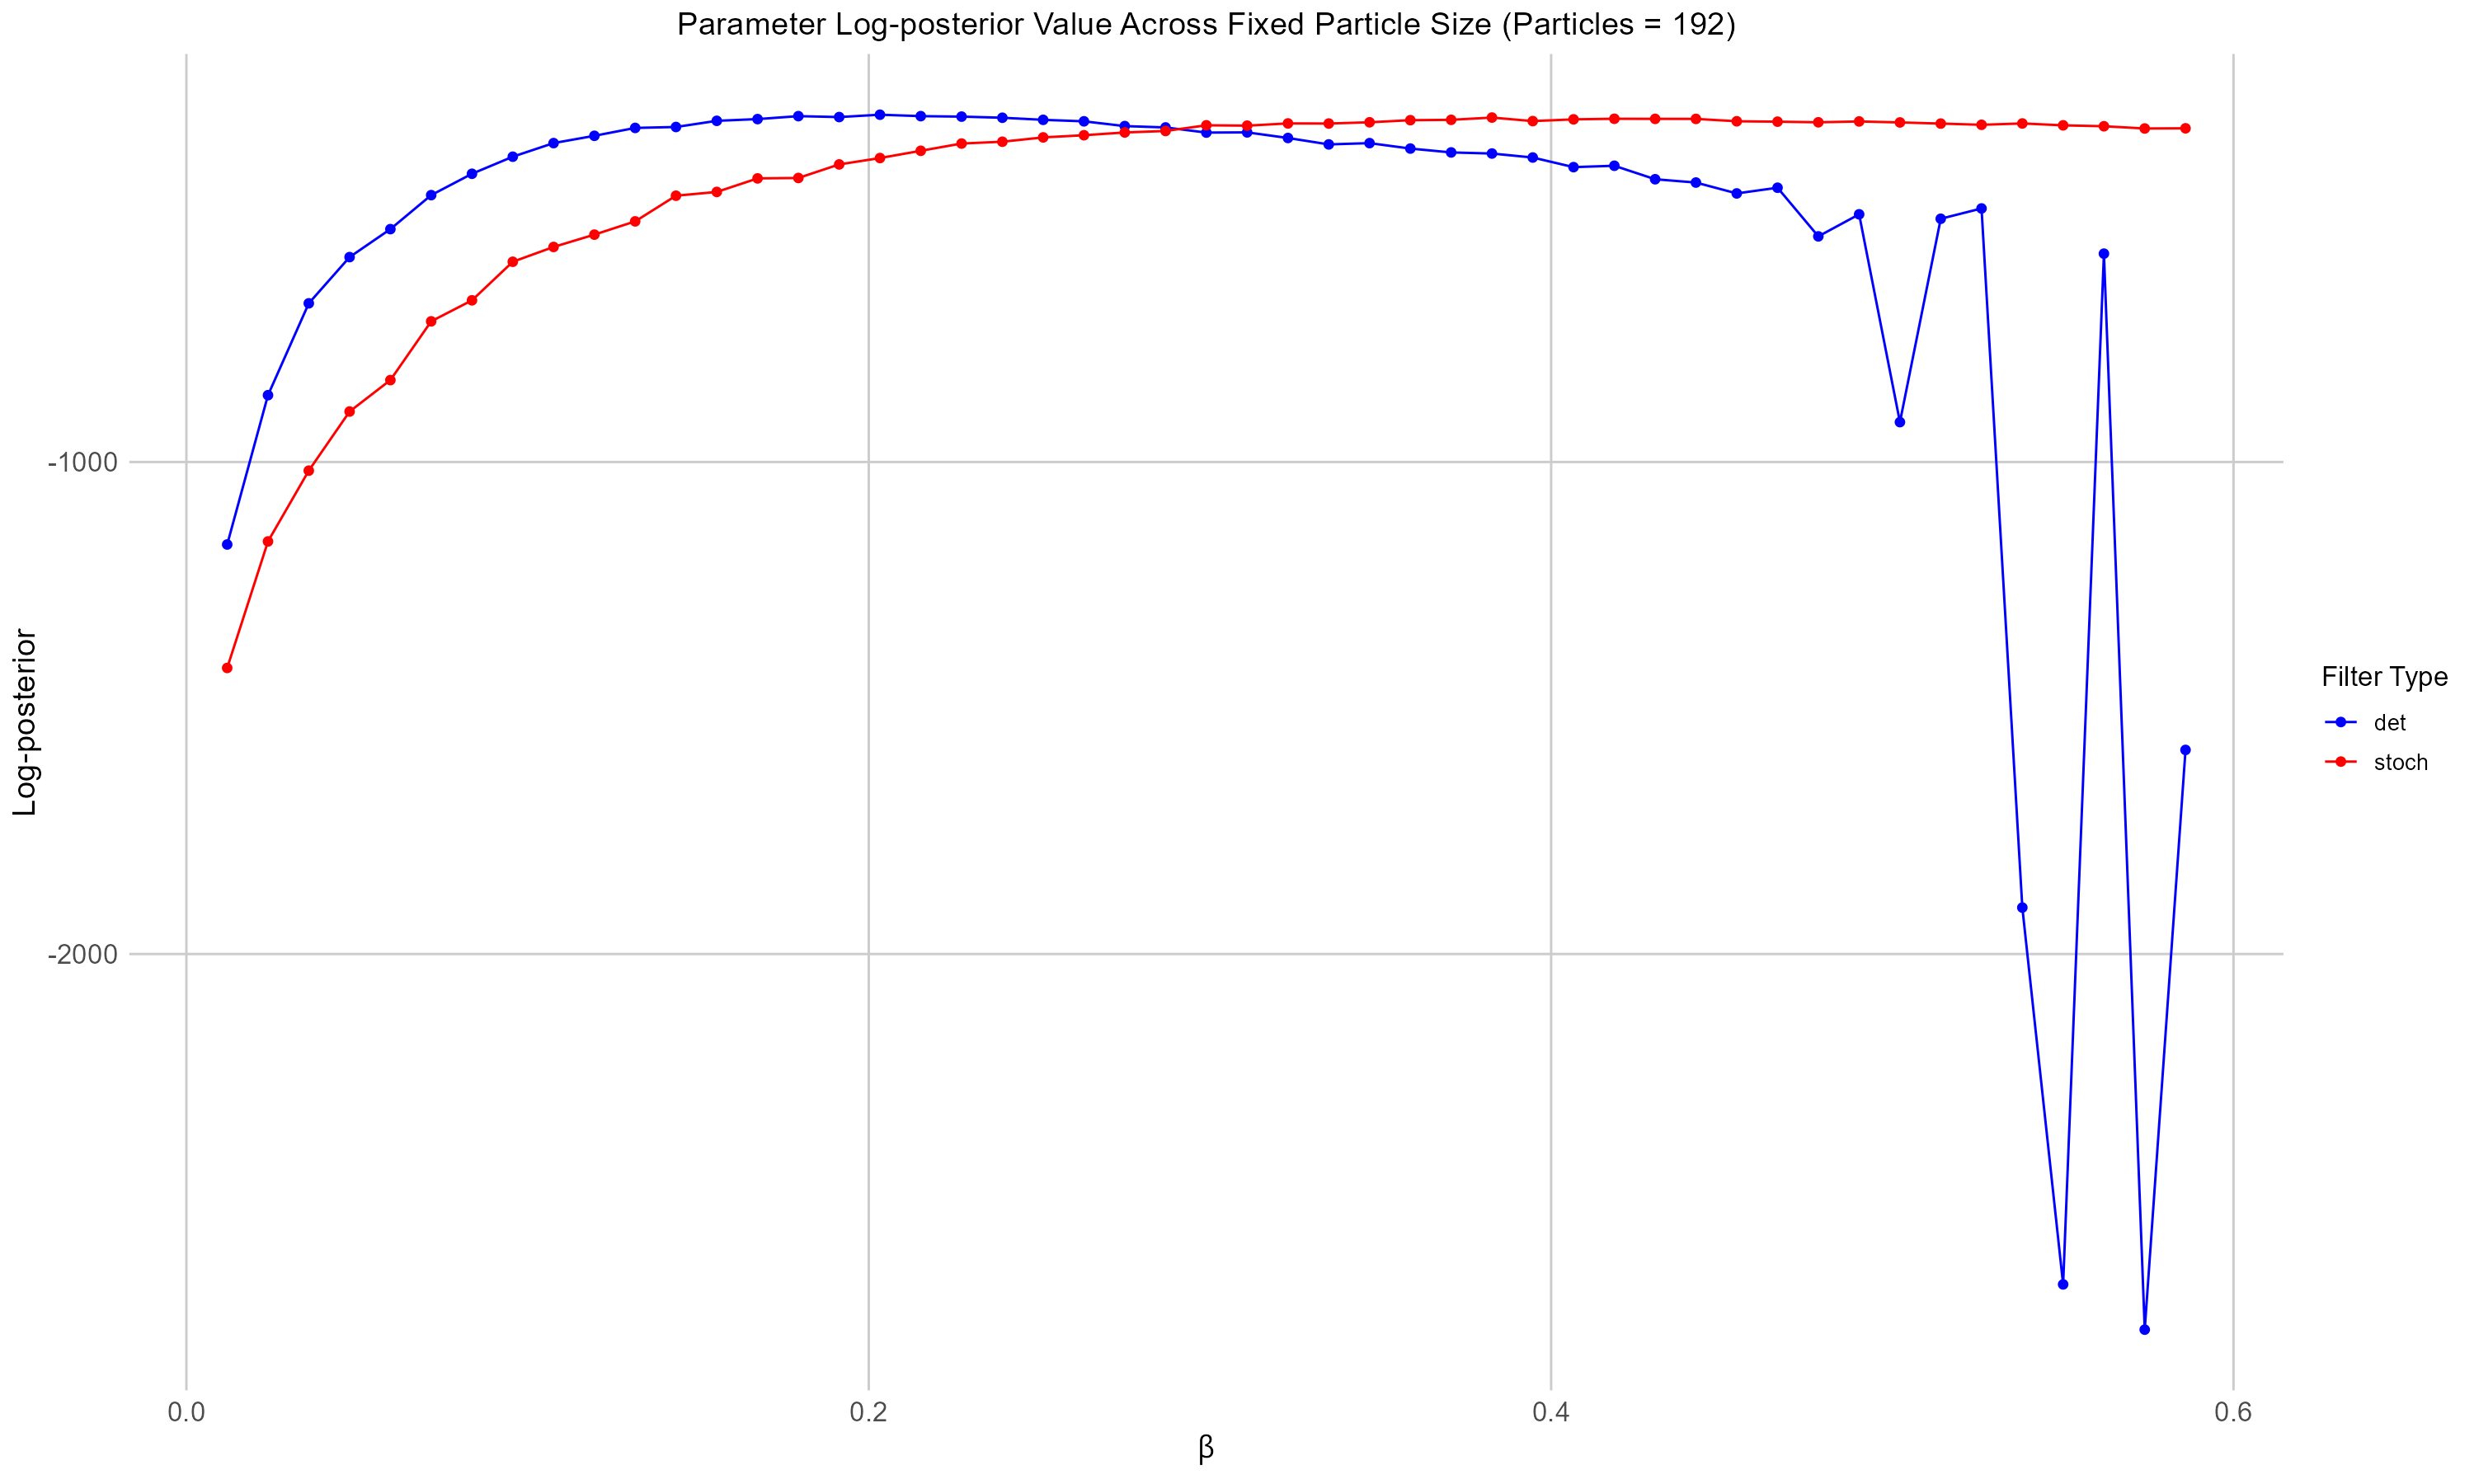 Parameter Log-posterior Value Across Fixed Particle Size (Particles = 192)
Log-posterior
-1000
-2000
0.0
0.2
0.4
0.6
β
Filter Type
det
stoch